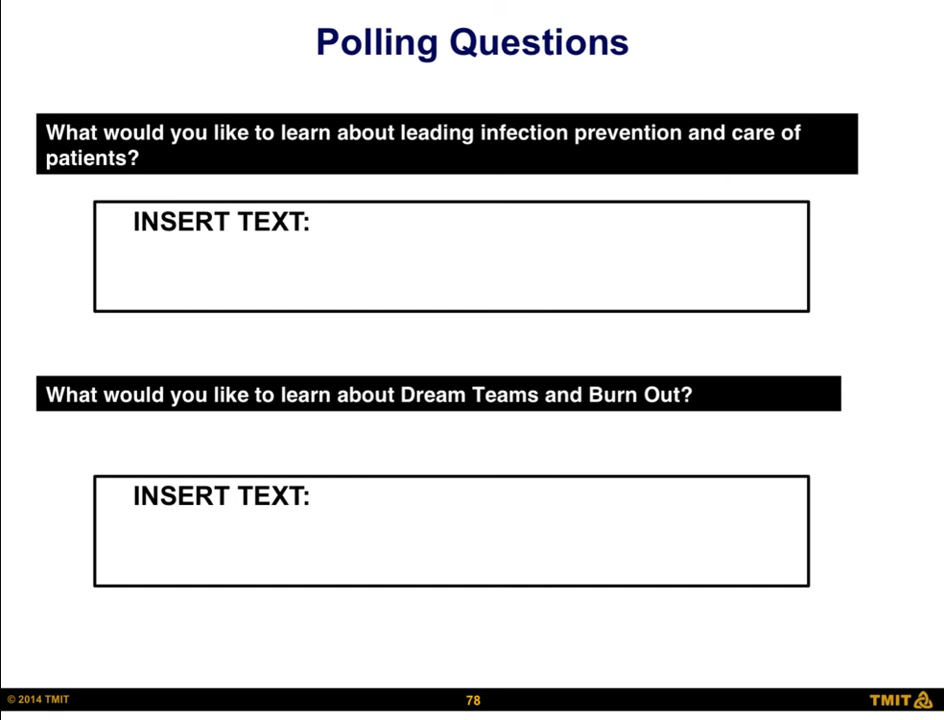 Polling Questions
What would you like to learn about leading infection prevention and care of
patients?
INSERT TEXT:
What would you like to learn about Dream Teams and Burn Out?
INSERT TEXT:
© 2014 TMIT
78
TMIT